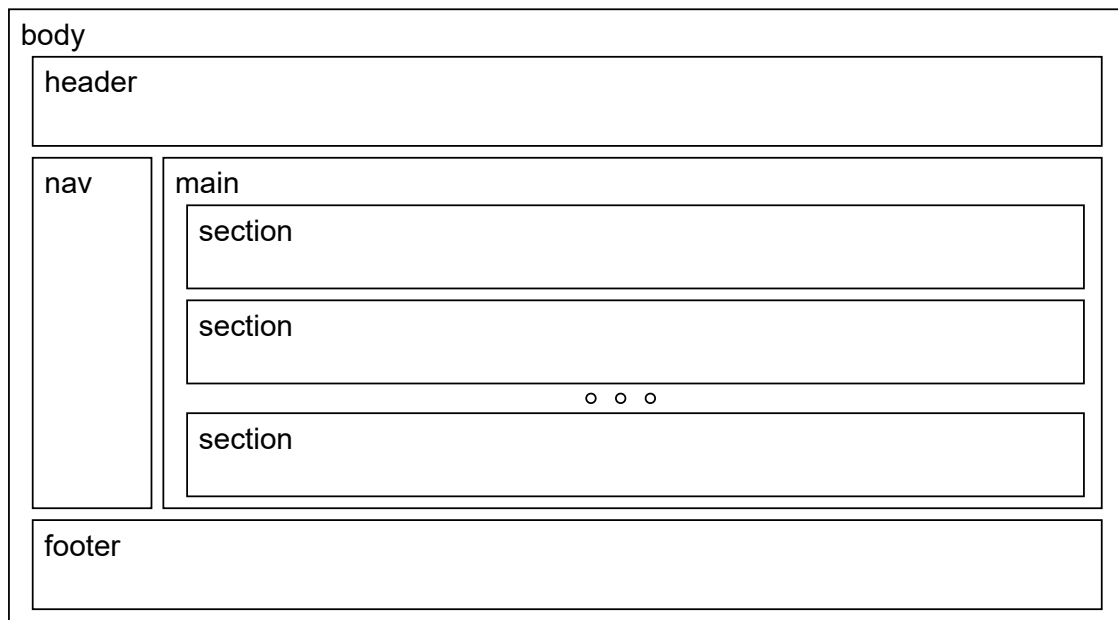 body
header
nav
main
section
section
section
footer